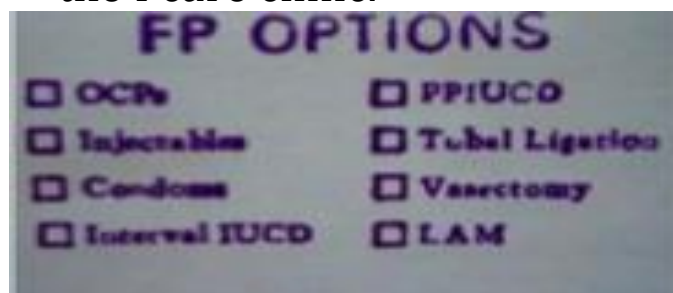 FP OPTIONS
☐ OCPs ☐ PPIUCD
☐ Injectables ☐ Tubal Ligation
☐ Condoms ☐ Vasectomy
☐ Interval IUCD ☐ LAM